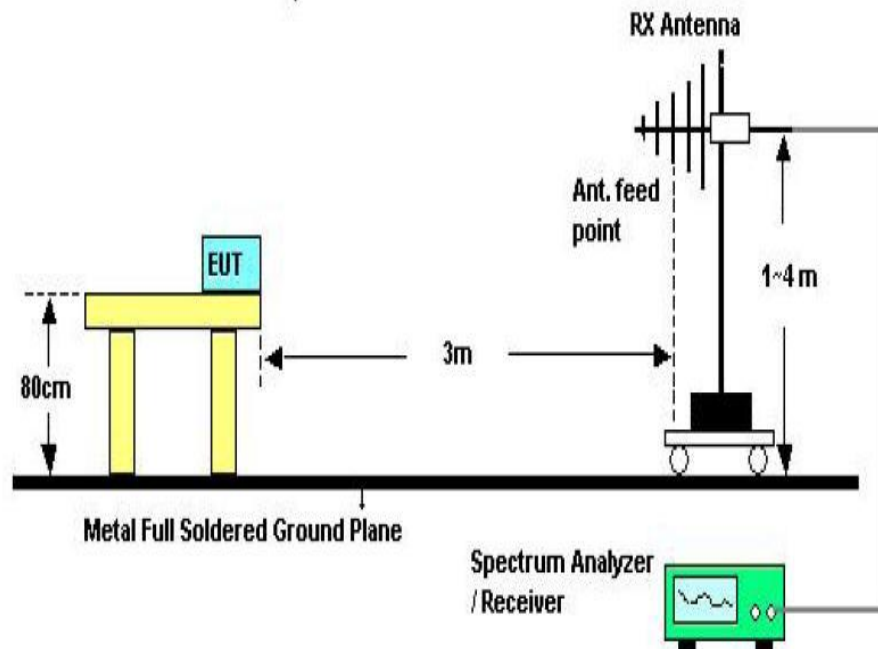 RX Antenna
Ant. feed
point
EUT
1~4 m
3m
80cm
Metal Full Soldered Ground Plane
Spectrum Analyzer
/ Receiver